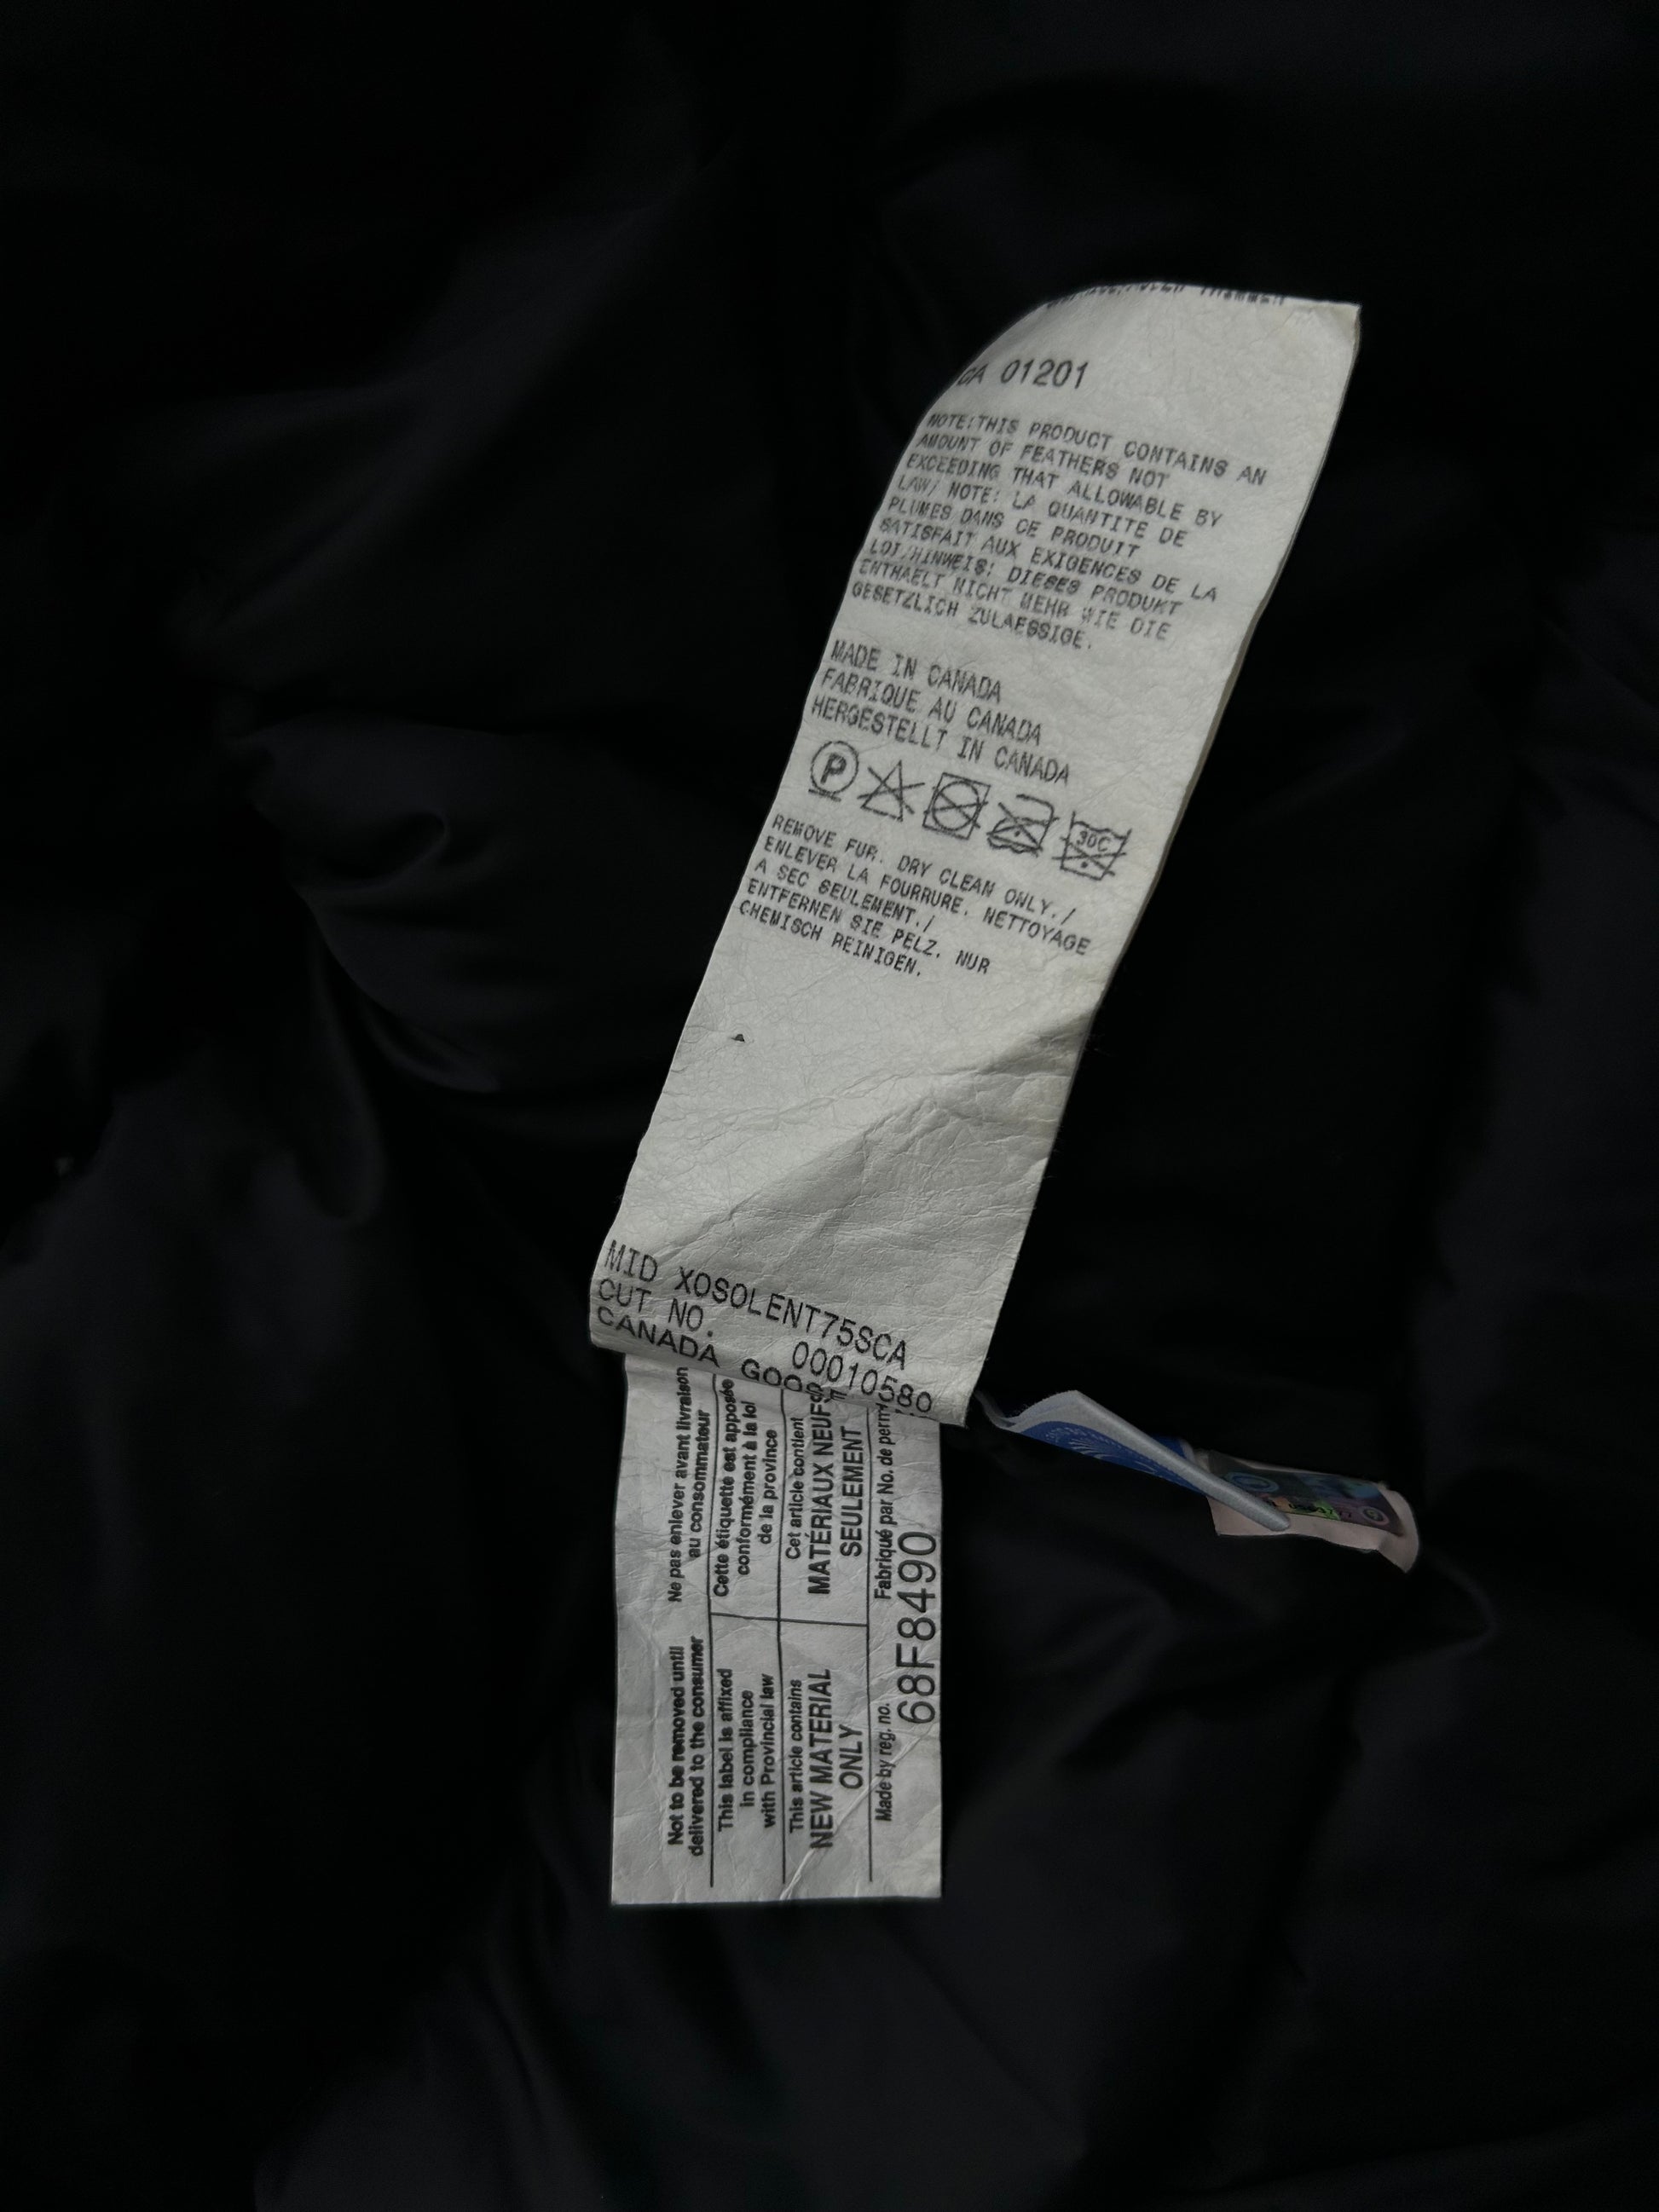 CA 01201
NOTE:THIS PRODUCT CONTAINS AN
AMOUNT OF FEATHERS NOT
EXCEEDING THAT ALLOWABLE BY
LAW/ NOTE: LA QUANTITE DE
PLUMES DANS CE PRODUIT
SATISFAIT AUX EXIGENCES DE LA
LOI/HINWEIS: DIESES PRODUKT
ENTHAELT NICHT MEHR WIE DIE
GESETZLICH ZULAESSIGE.
MADE IN CANADA
FABRIQUE AU CANADA
HERGESTELLT IN CANADA
P
30C
REMOVE FUR. DRY CLEAN ONLY./
ENLEVER LA FOURRURE. NETTOYAGE
A SEC SEULEMENT./
ENTFERNEN SIE PELZ. NUR
CHEMISCH REINIGEN.
MID XOSOLENT75SCA
CUT NO. 00010580
CANADA GOOSE
Not to be removed until
delivered to the consumer
Ne pas enlever avant livraison
au consommateur
This label is affixed
in compliance
with Provincial law
Cette étiquette est apposée
conformément à la loi
de la province
This article contains
NEW MATERIAL
ONLY
Cet article contient
MATÉRIAUX NEUFS
SEULEMENT
Made by reg. no.
Fabriqué par No. de
68F8490